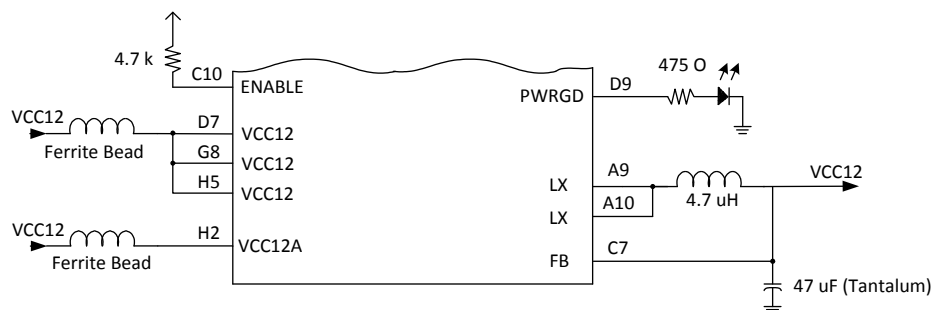 4.7 k
C10
ENABLE
VCC12
Ferrite Bead
D7
VCC12
G8
VCC12
H5
VCC12
VCC12
Ferrite Bead
H2
VCC12A
PWRGD
D9
475 O
LX
A9
LX
A10
4.7 uH
VCC12
FB
C7
47 uF (Tantalum)